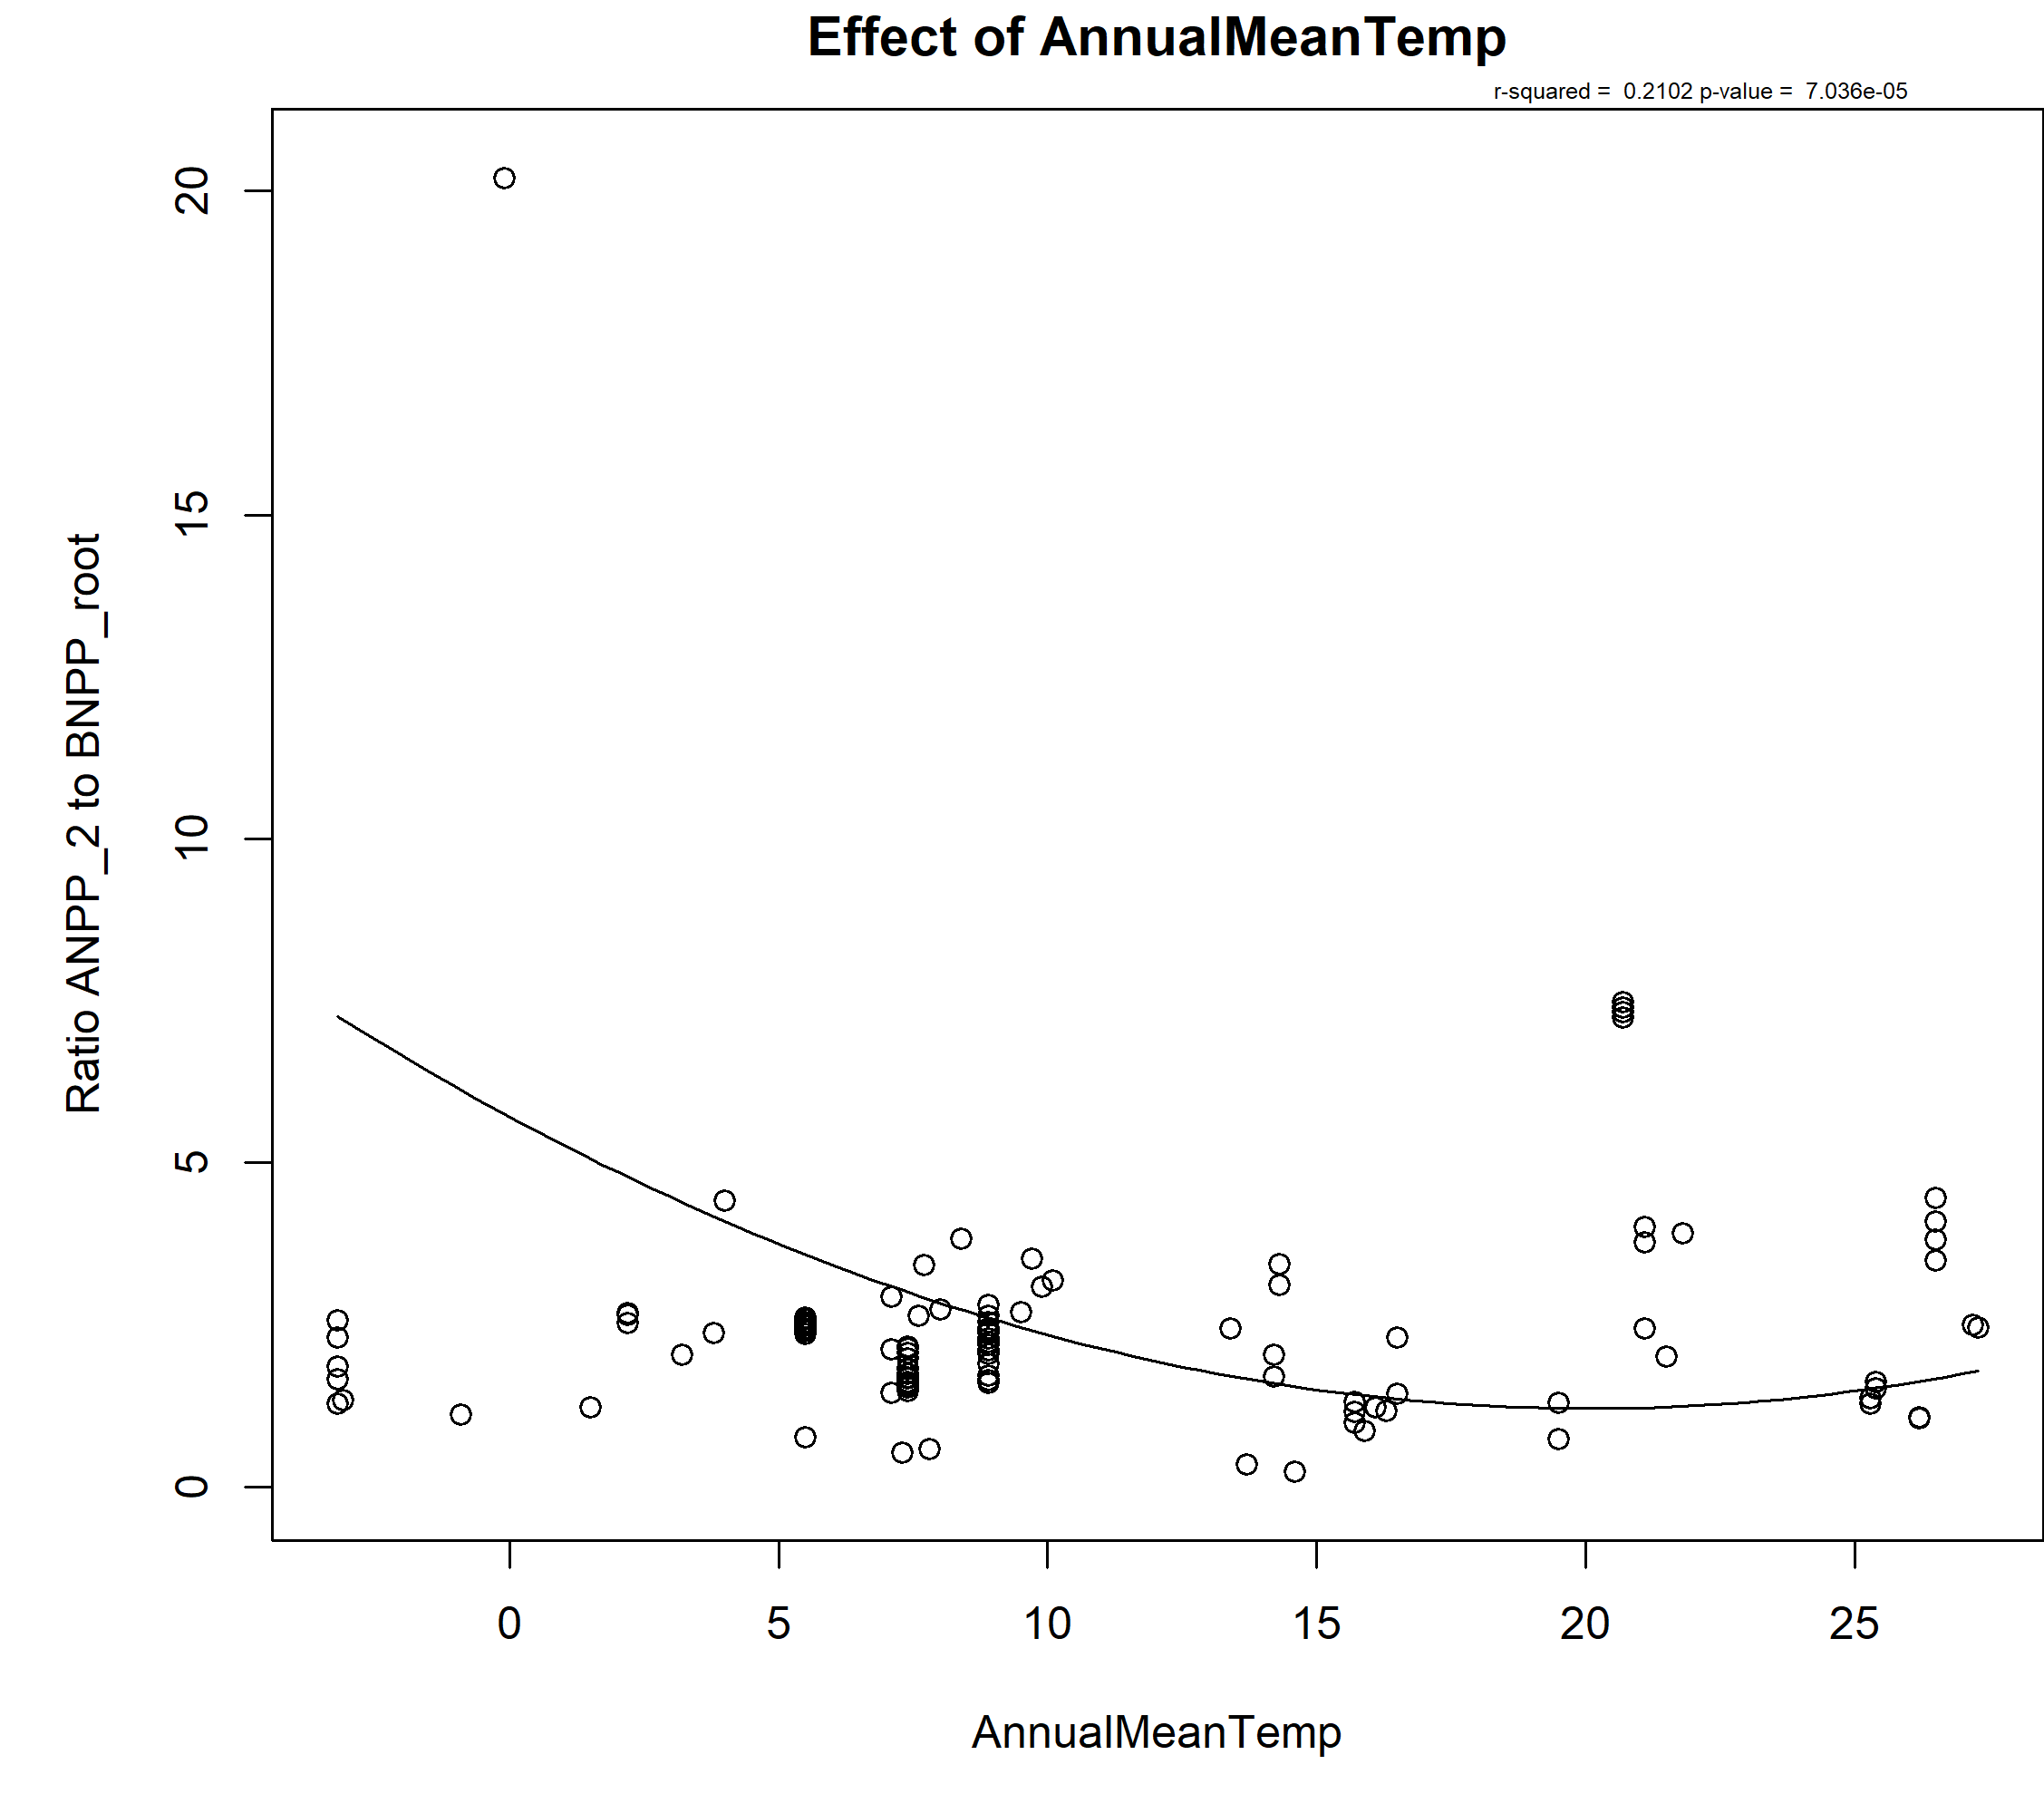 Effect of AnnualMeanTemp
r-squared =  0.2102 p-value =  7.036e-05
Ratio ANPP_2 to BNPP_root
20
15
10
5
0
0 5 10 15 20 25
AnnualMeanTemp